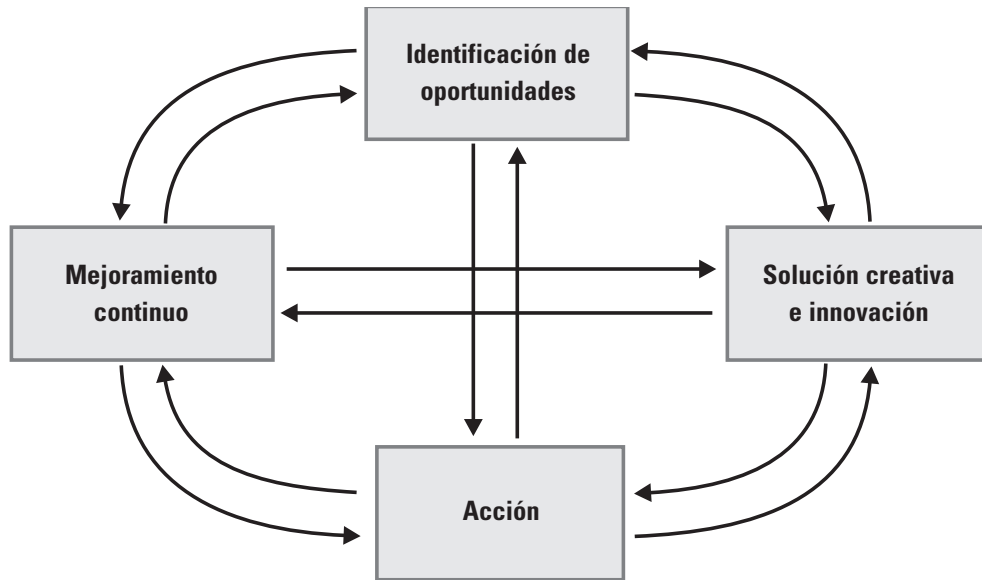 Identificación de
oportunidades
Mejoramiento
continuo
Solución creativa
e innovación
Acción